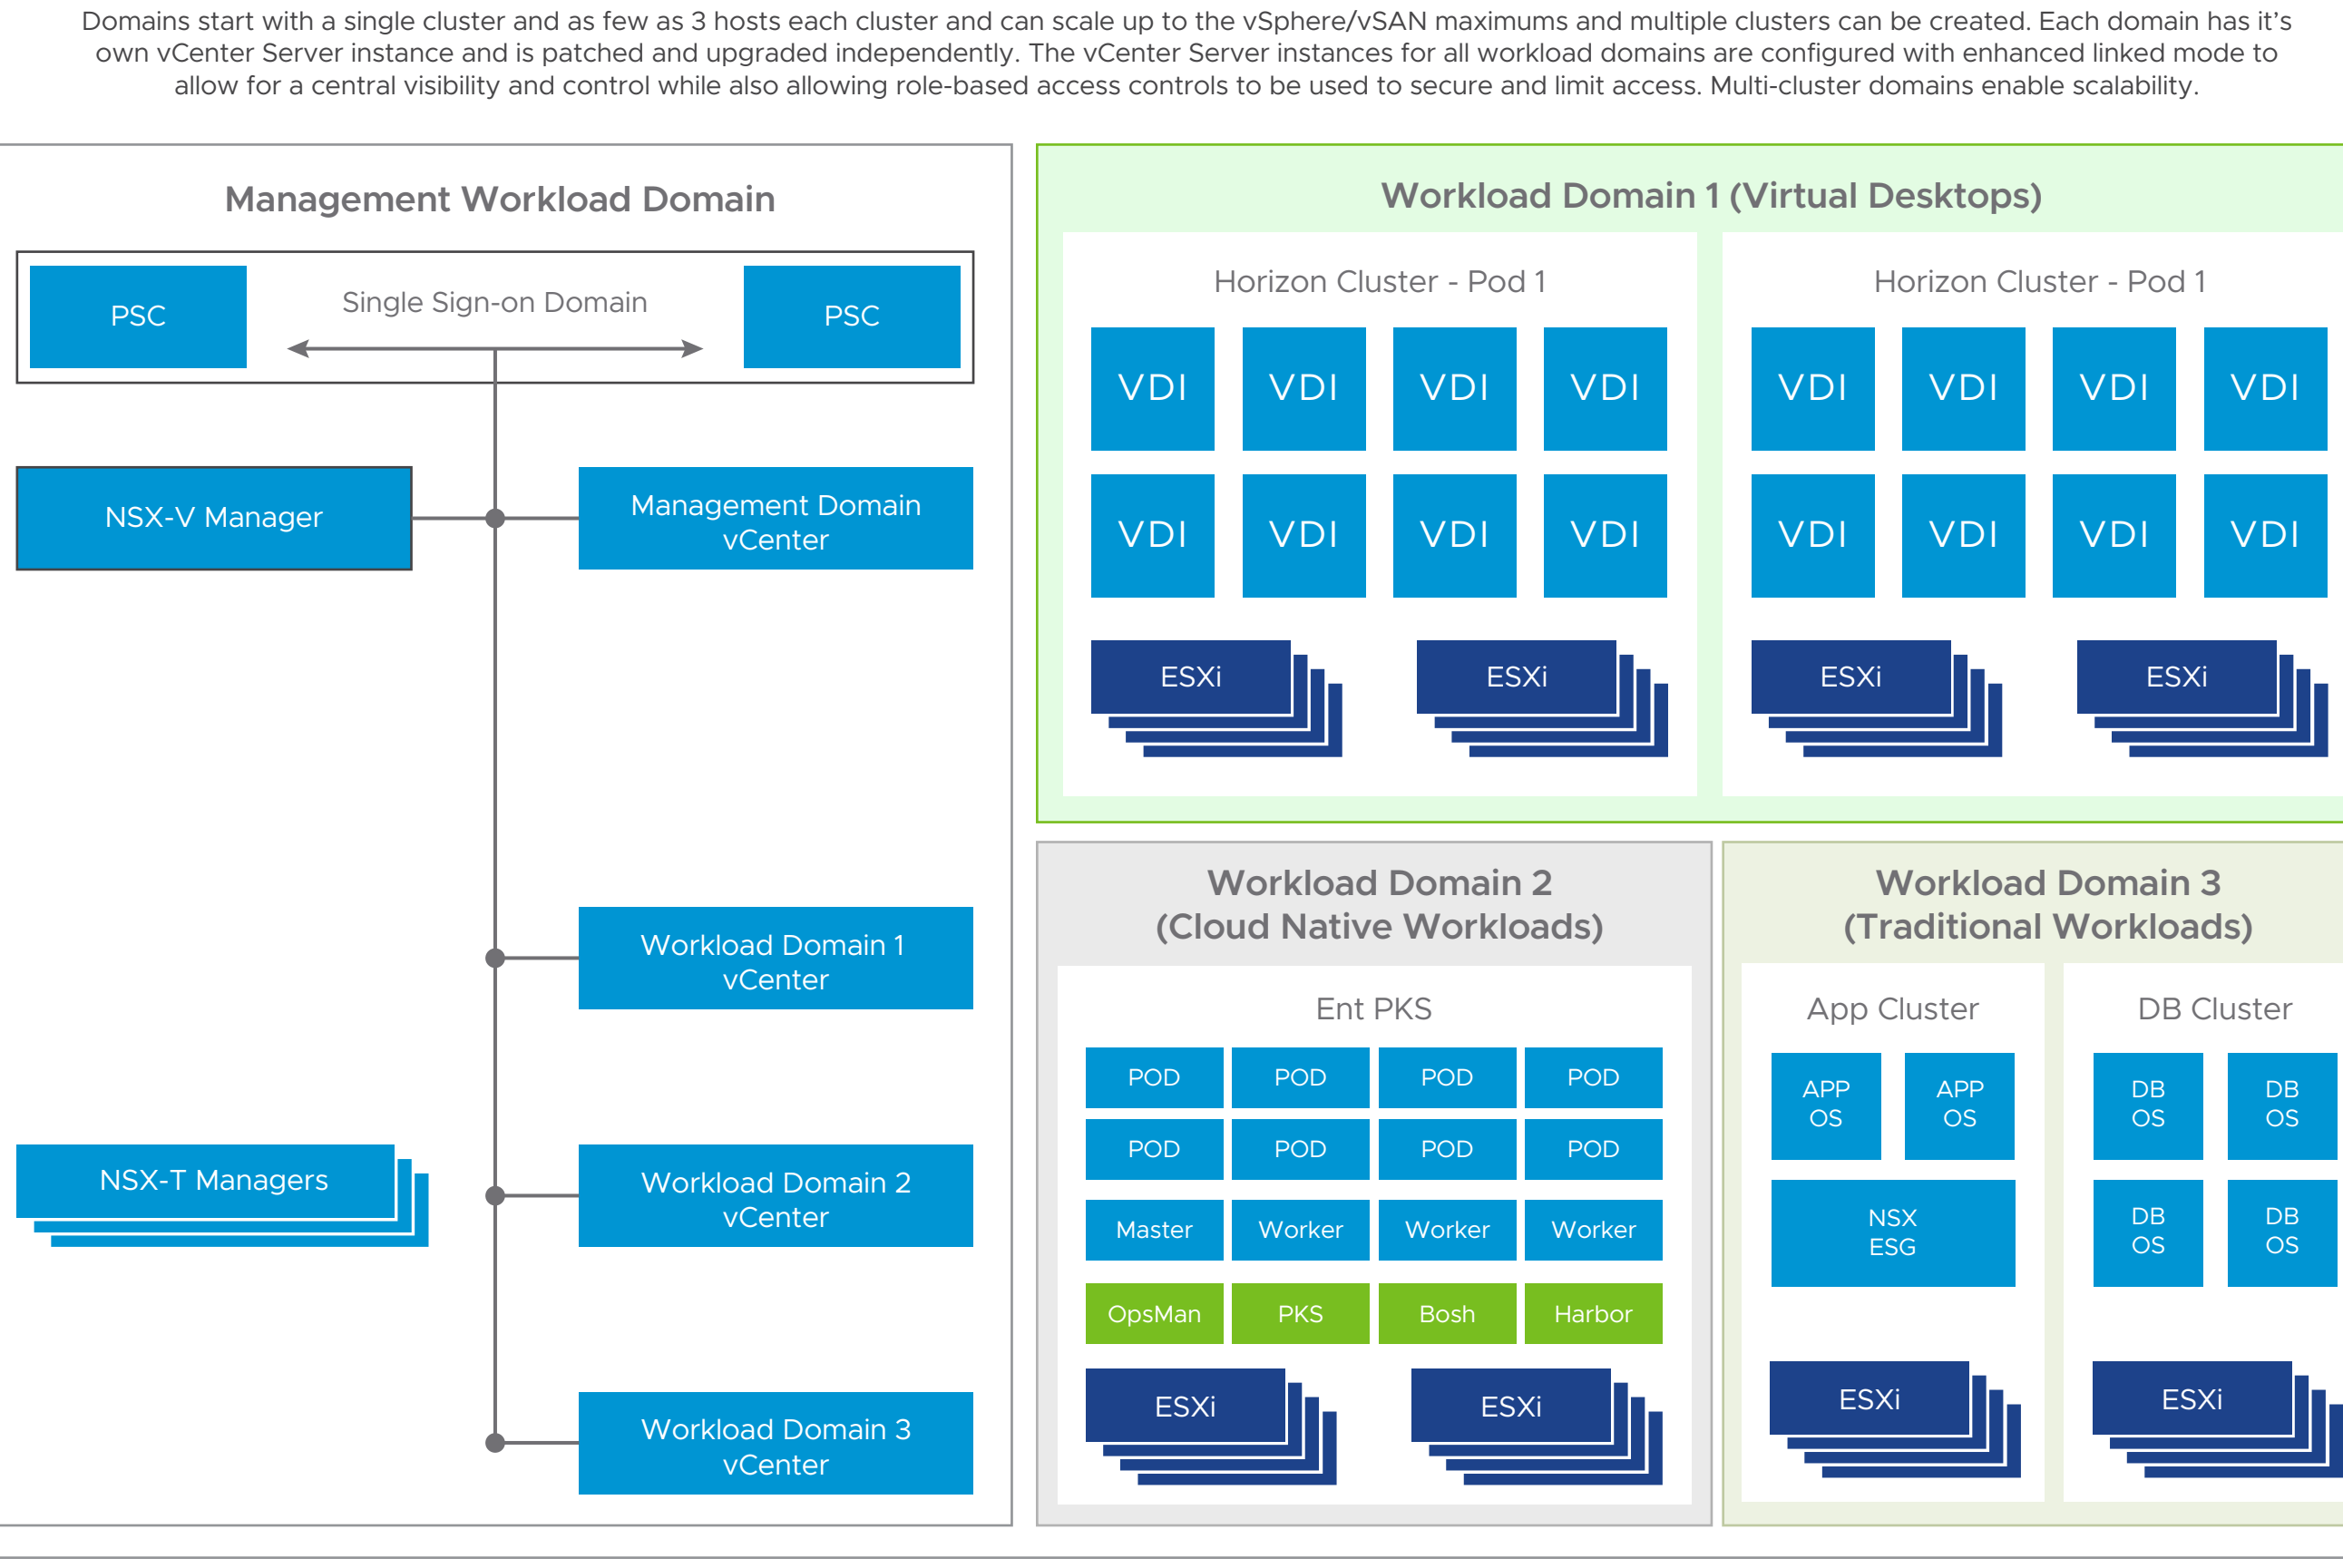 Domains start with a single cluster and as few as 3 hosts each cluster and can scale up to the vSphere/vSAN maximums and multiple clusters can be created. Each domain has it’s
own vCenter Server instance and is patched and upgraded independently. The vCenter Server instances for all workload domains are configured with enhanced linked mode to
allow for a central visibility and control while also allowing role-based access controls to be used to secure and limit access. Multi-cluster domains enable scalability.
Management Workload Domain
PSC
Single Sign-on Domain
PSC
NSX-V Manager
Management Domain
vCenter
Workload Domain 1
vCenter
NSX-T Managers
Workload Domain 2
vCenter
Workload Domain 3
vCenter
Workload Domain 1 (Virtual Desktops)
Horizon Cluster - Pod 1
VDI VDI VDI VDI
VDI VDI VDI VDI
ESXi ESXi
Horizon Cluster - Pod 1
VDI VDI VDI VDI
VDI VDI VDI VDI
ESXi ESXi
Workload Domain 2
(Cloud Native Workloads)
Ent PKS
POD POD POD POD
POD POD POD POD
Master Worker Worker Worker
OpsMan PKS Bosh Harbor
ESXi ESXi
Workload Domain 3
(Traditional Workloads)
App Cluster
APP
OS
APP
OS
NSX
ESG
ESXi
DB Cluster
DB
OS
DB
OS
DB
OS
DB
OS
ESXi